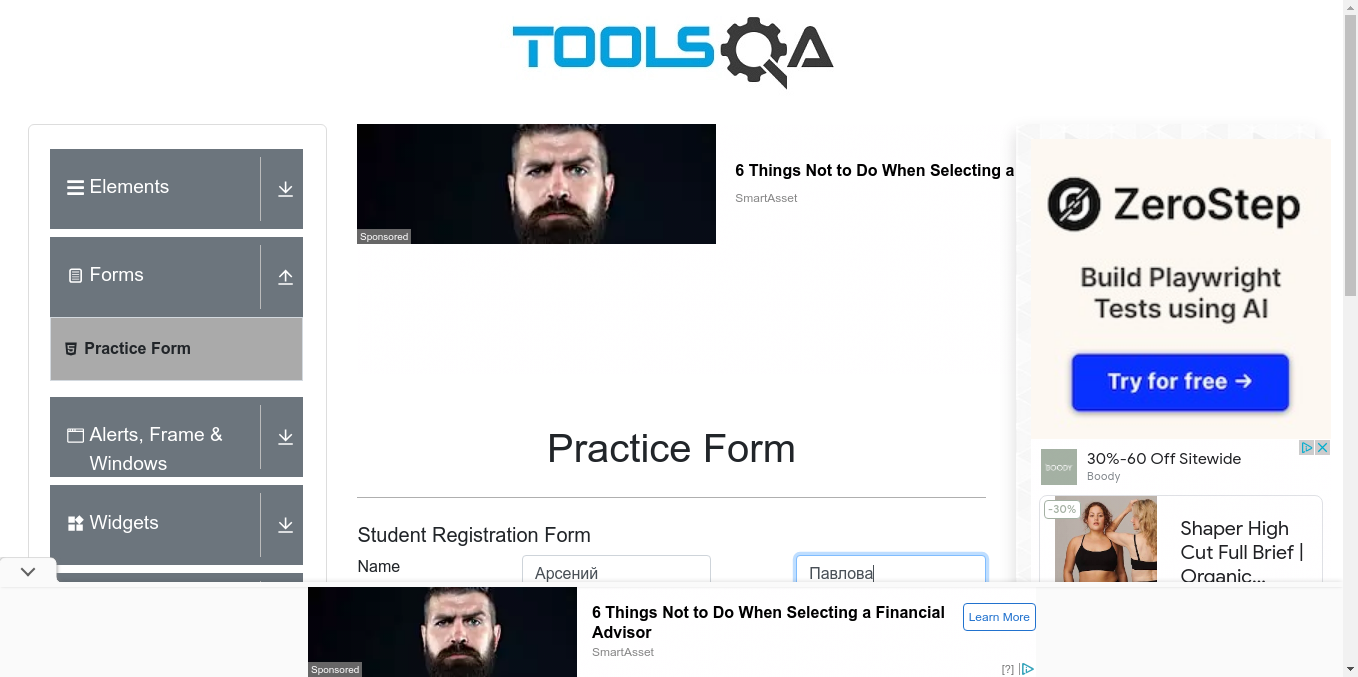 TOOLSQA
Elements
Forms
Practice Form
Alerts, Frame &
Windows
Widgets
Sponsored
6 Things Not to Do When Selecting a
SmartAsset
Practice Form
Student Registration Form
Name
Арсений
Павлова
ZeroStep
Build Playwright
Tests using AI
Try for free →
BOODY
30%-60 Off Sitewide
Boody
-30%
Shaper High
Cut Full Brief |
Organic...
Sponsored
6 Things Not to Do When Selecting a Financial
Advisor
SmartAsset
Learn More
[?]